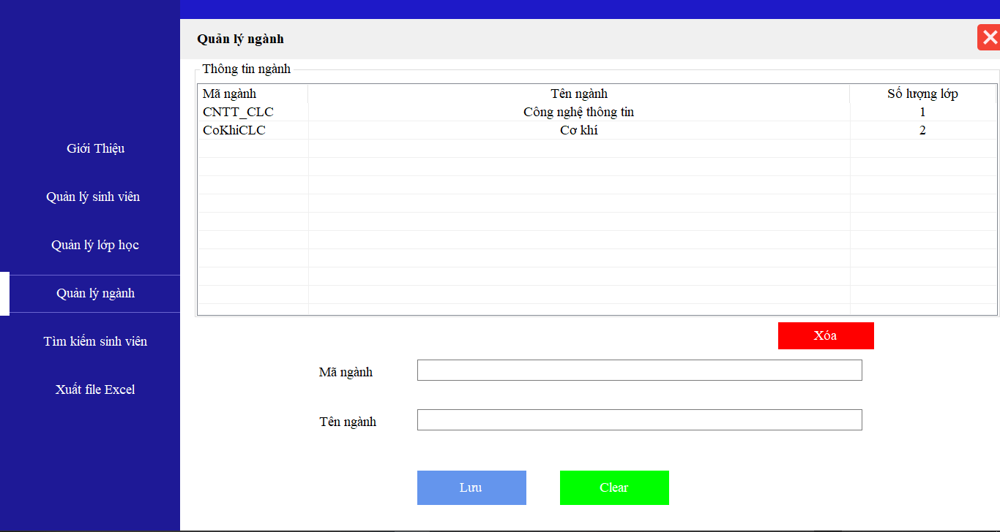 Quản lý ngành
Giới Thiệu
Quản lý sinh viên
Quản lý lớp học
Quản lý ngành
Tìm kiếm sinh viên
Xuất file Excel
Thông tin ngành
Mã ngành Tên ngành Số lượng lớp
CNTT_CLC Công nghệ thông tin 1
CoKhiCLC Cơ khí 2
Xóa
Mã ngành
Tên ngành
Lưu Clear